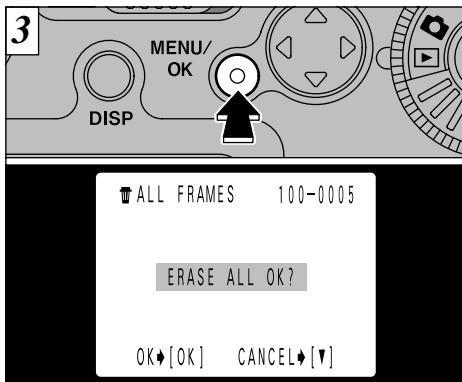 3
MENU/
OK
DISP
ALL FRAMES 100-0005
ERASE ALL OK?
OK➧[OK] CANCEL➧[▼]